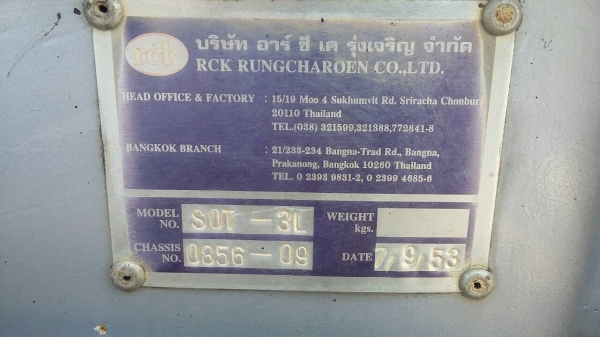 rck
บริษัท อาร์ ซี เค รุ่งเจริญ จำกัด
RCK RUNGCHAROEN CO.,LTD.
HEAD OFFICE & FACTORY : 15/19 Moo 4 Sukhumvit Rd. Sriracha Chonburi
20110 Thailand
TEL.(038) 321599,321388,772841-8
BANGKOK BRANCH : 21/233-234 Bangna-Trad Rd., Bangna,
Prakanong, Bangkok 10260 Thailand
TEL. 0 2393 9831-2, 0 2399 4685-6
MODEL NO. SOT-3L WEIGHT kgs.
CHASSIS NO. 0856-09 DATE 7/9/53